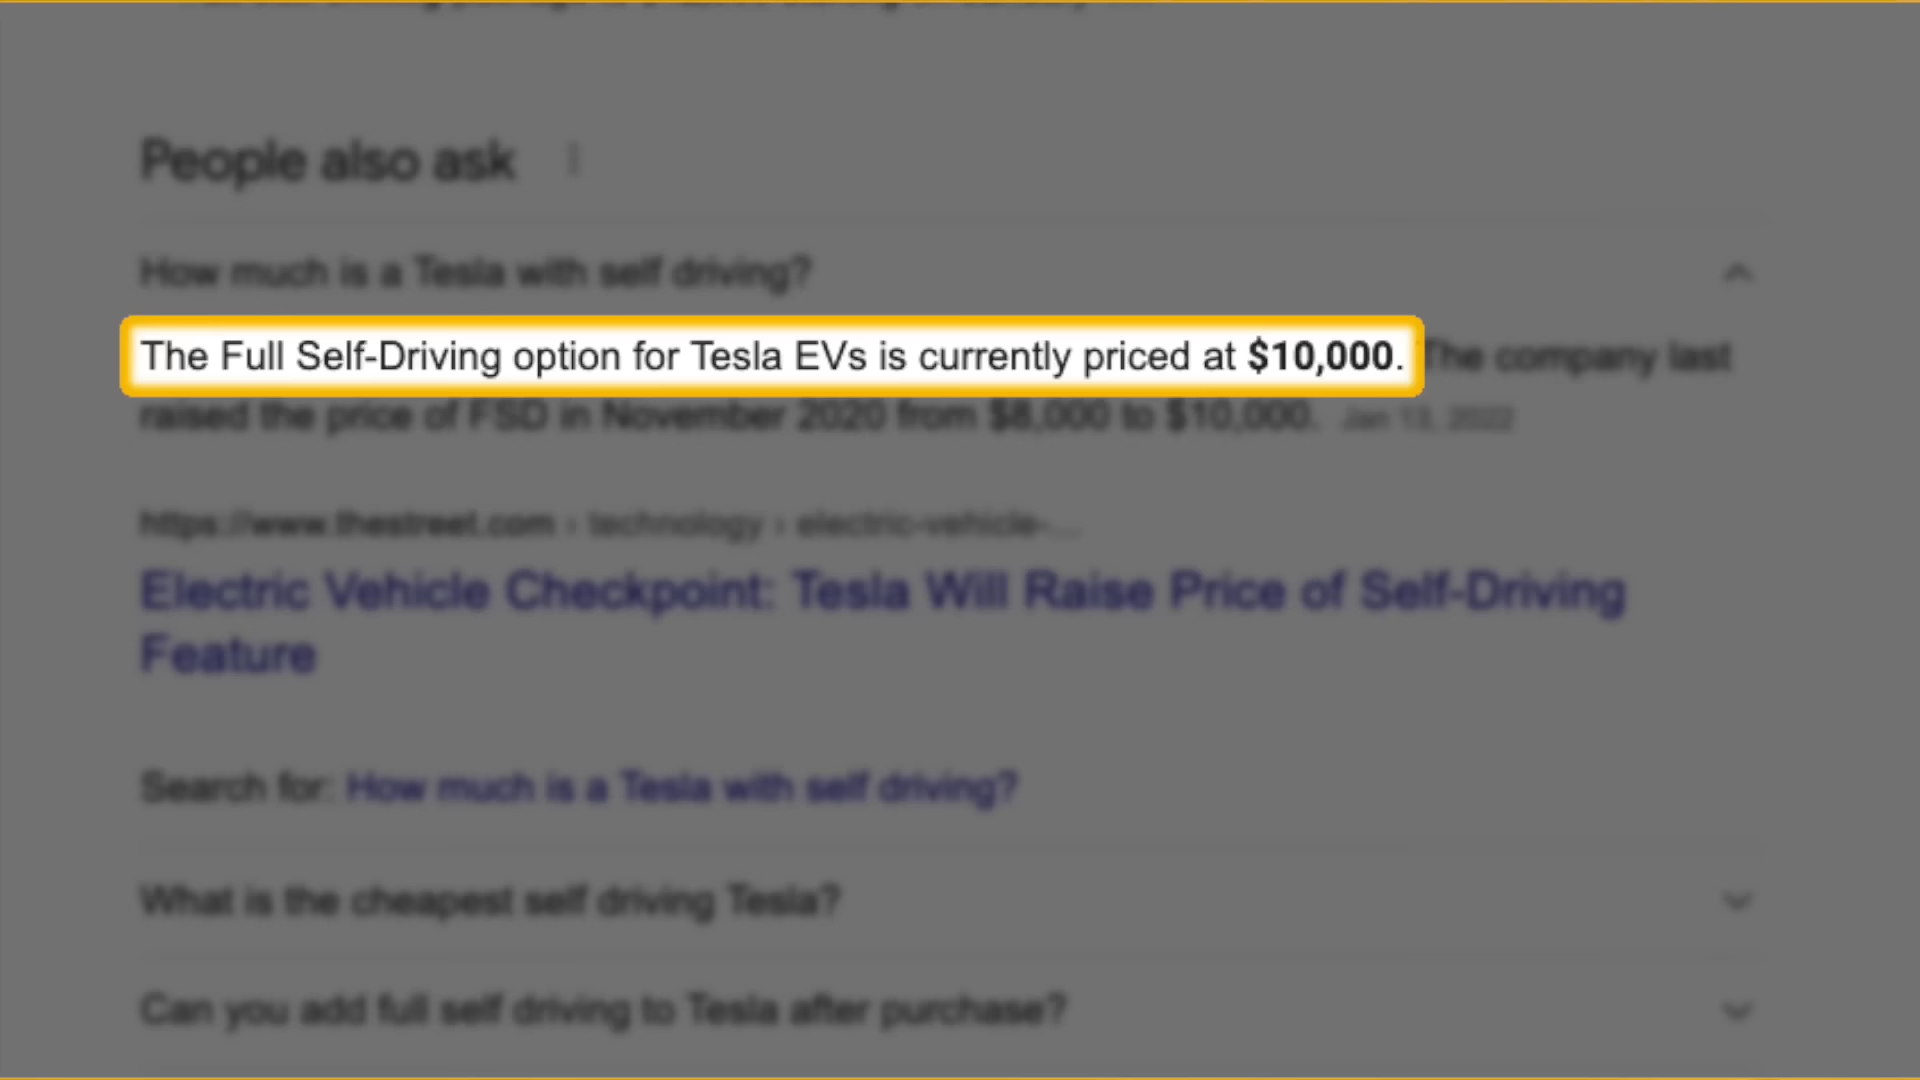 People also ask
How much is a Tesla with self driving?
The Full Self-Driving option for Tesla EVs is currently priced at $10,000. The company last
raised the price of FSD in November 2020 from $8,000 to $10,000. Jan 13, 2022
https://www.thestreet.com › technology › electric-vehicle-...
Electric Vehicle Checkpoint: Tesla Will Raise Price of Self-Driving
Feature
Search for: How much is a Tesla with self driving?
What is the cheapest self driving Tesla?
Can you add full self driving to Tesla after purchase?